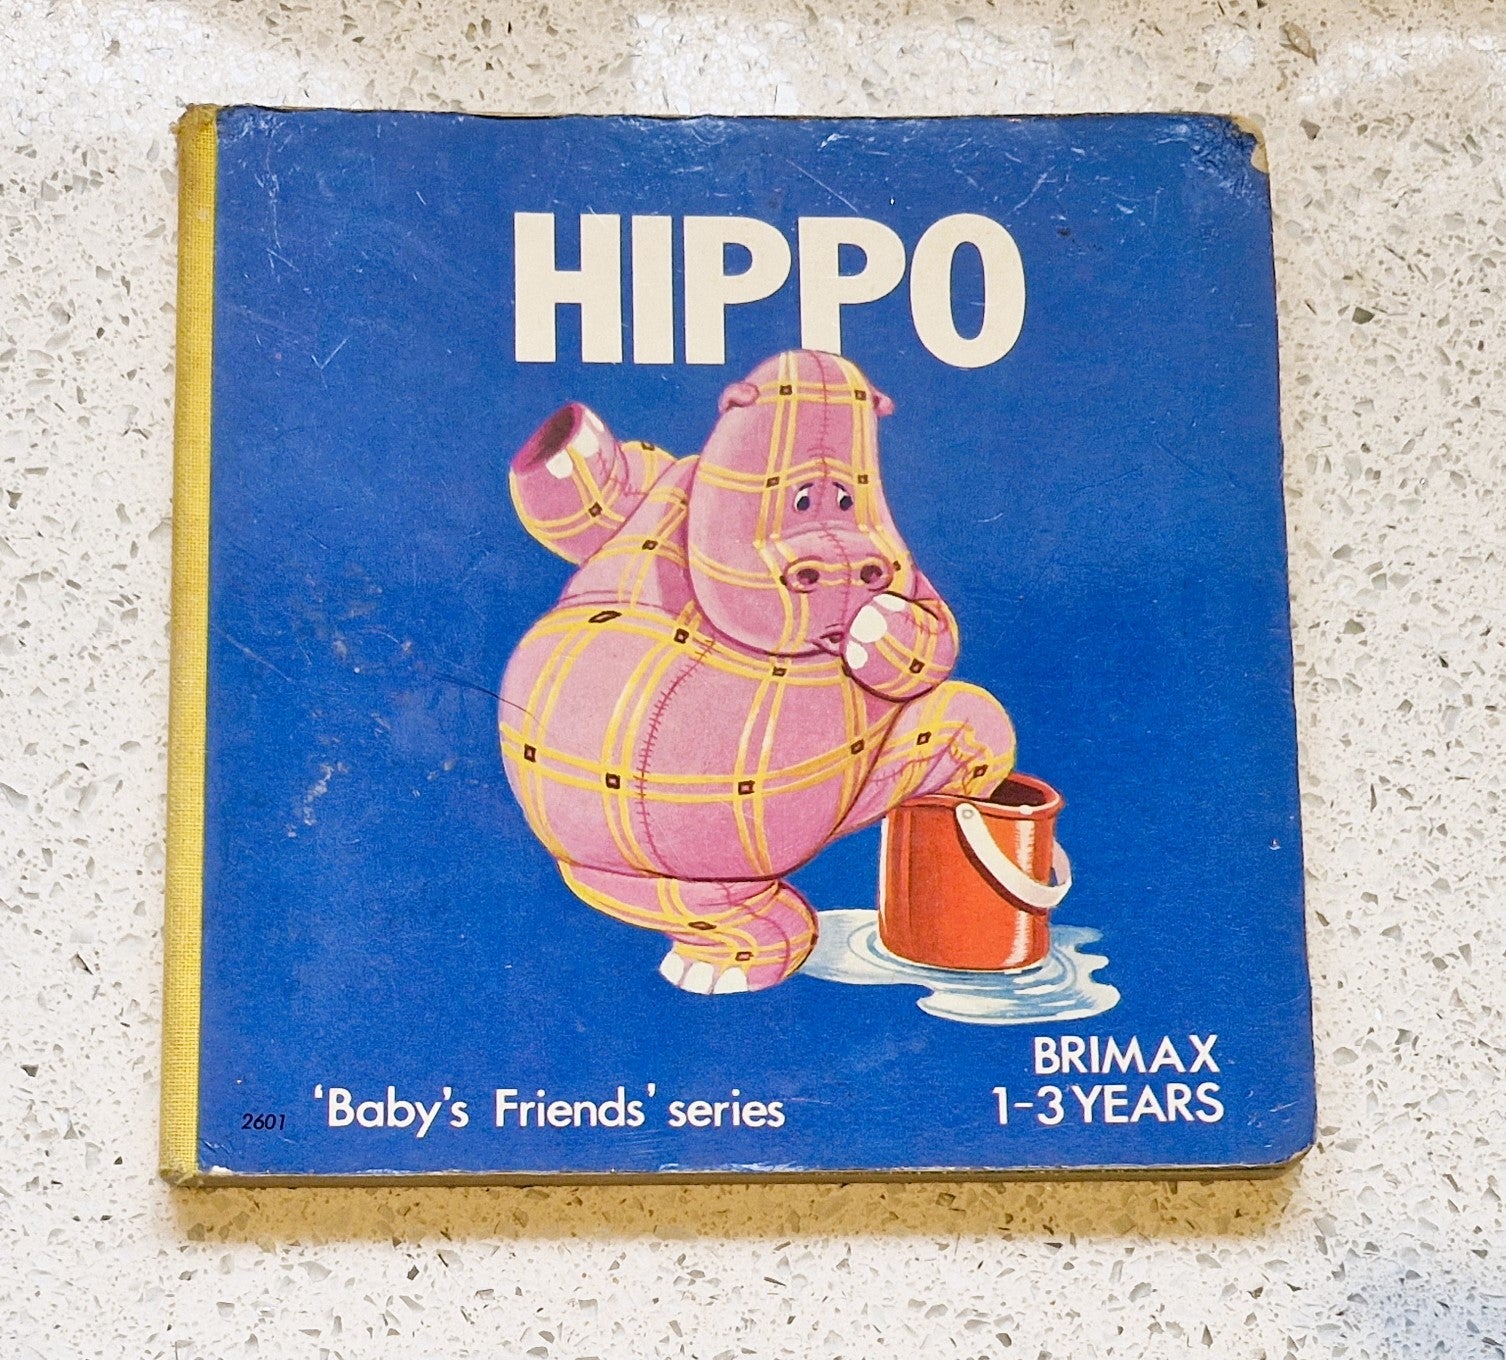 HIPPO
BRIMAX
1-3 YEARS
'Baby's Friends' series
2601